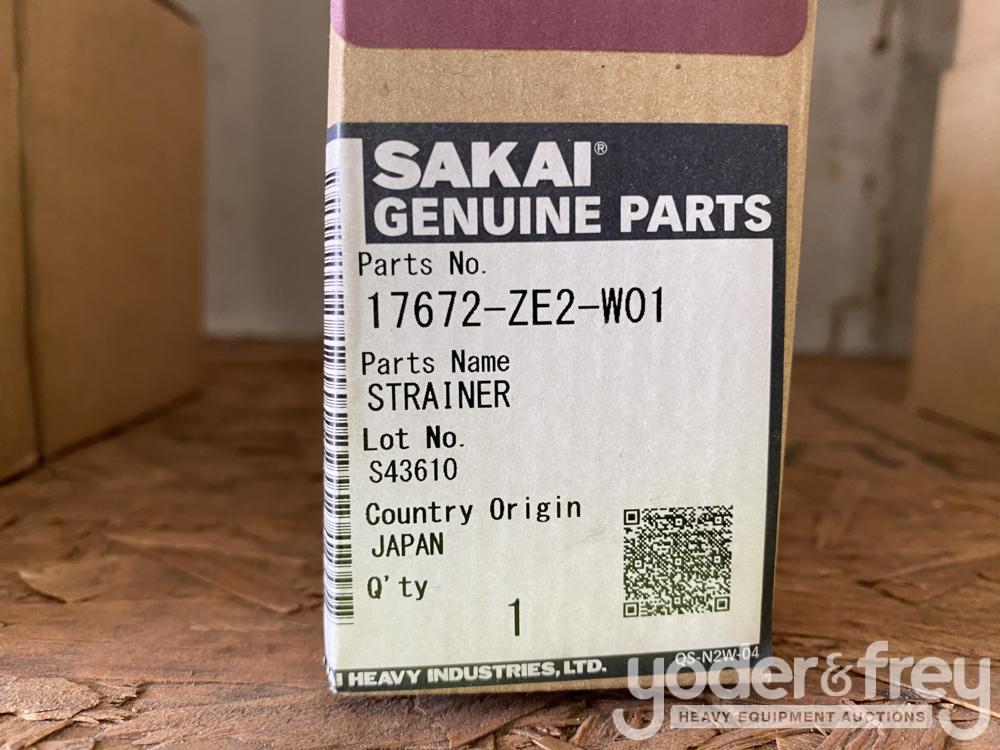 SAKAI®
GENUINE PARTS
Parts No.
17672-ZE2-W01
Parts Name
STRAINER
Lot No.
S43610
Country Origin
JAPAN
Q'ty
1
HEAVY INDUSTRIES, LTD.
QS-N2W-04
yoder&frey
HEAVY EQUIPMENT AUCTIONS